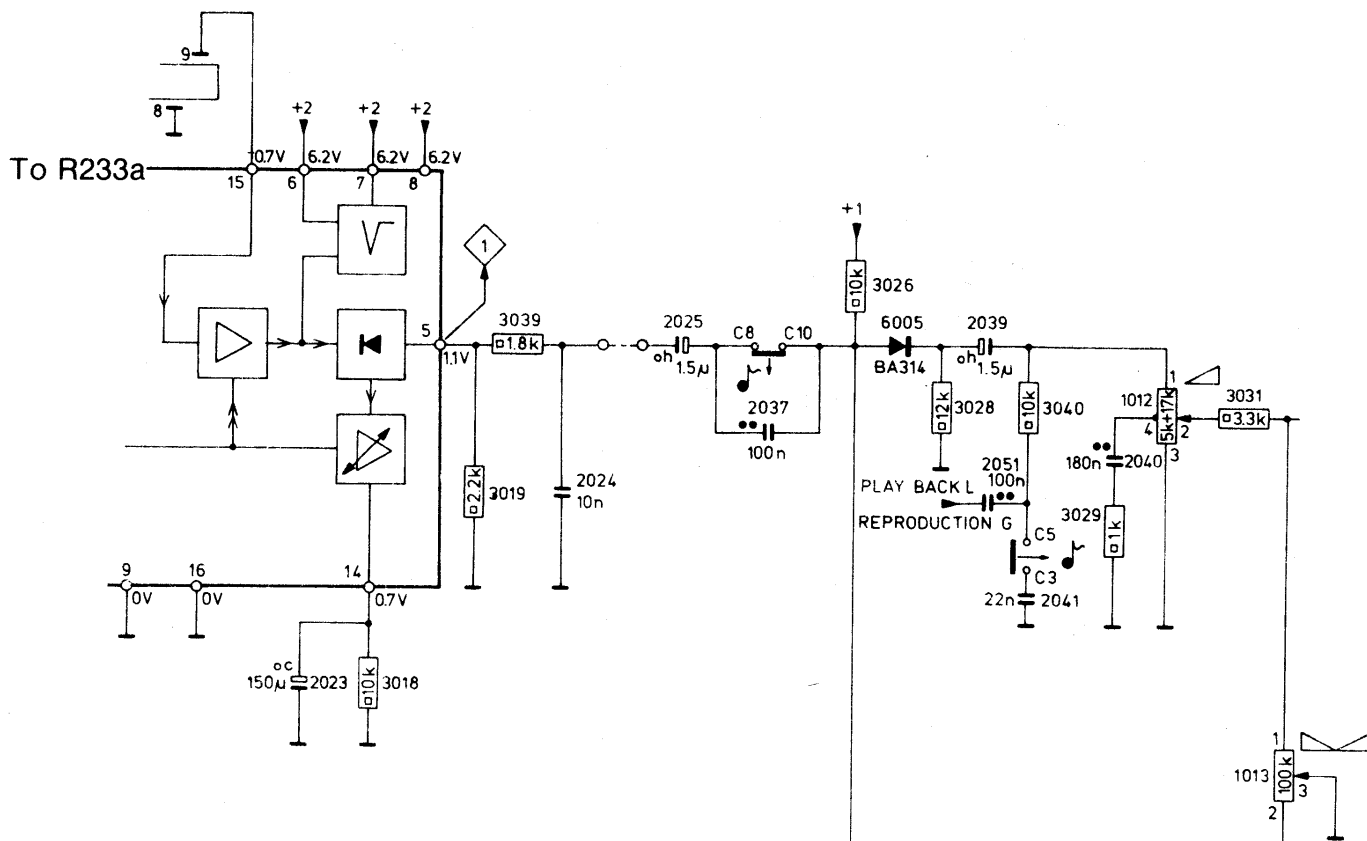 9
8
+2 +2 +2
To R233a
0.7V 6.2V 6.2V 6.2V
15 6 7 8
1
+1
10k 3026
3039
5
1.8k
1.1V
2025
1.5µ
C8 C10
6005
BA314
2039
1.5µ
2037
100n
12k 3028
10k 3040
1
1012
4
5k+17k
2
3
3031
3.3k
180n 2040
2.2k 3019
2024
10n
2051
100n
PLAY BACK L
REPRODUCTION G
3029
1k
C5
C3
22n 2041
9 16 14
0V 0V 0.7V
150µ 2023
10k 3018
1
1013 100k
3
2